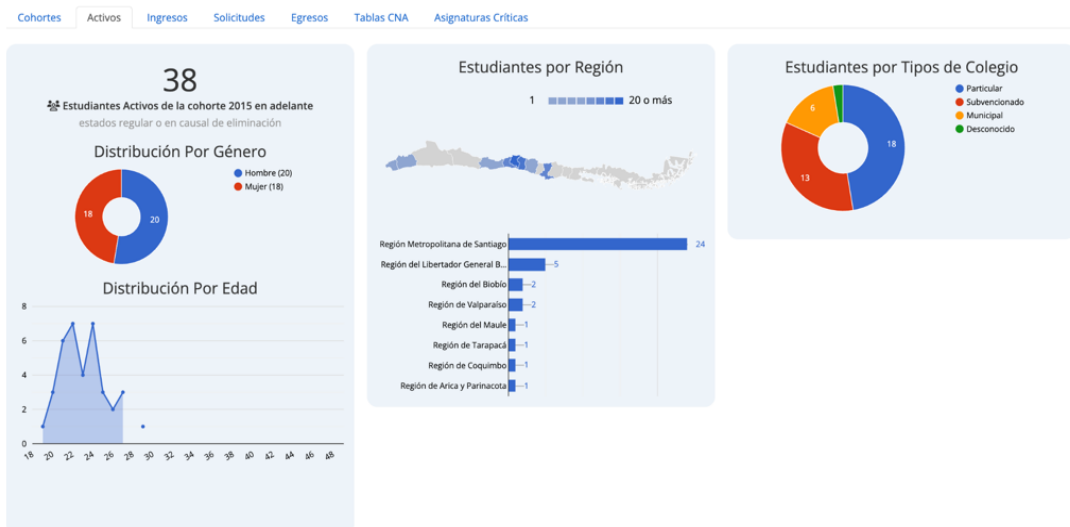 Cohortes Activos Ingresos Solicitudes Egresos Tablas CNA Asignaturas Críticas
38
Estudiantes Activos de la cohorte 2015 en adelante
estados regular o en causal de eliminación
Distribución Por Género
Hombre (20)
Mujer (18)
18
20
Distribución Por Edad
8
6
4
2
0
18 20 22 24 26 28 30 32 34 36 38 40 42 44 46 48
Estudiantes por Región
1 20 o más
Región Metropolitana de Santiago 24
Región del Libertador General B... 5
Región del Biobío 2
Región de Valparaíso 2
Región del Maule 1
Región de Tarapacá 1
Región de Coquimbo 1
Región de Arica y Parinacota 1
Estudiantes por Tipos de Colegio
Particular
Subvencionado
Municipal
Desconocido
6
18
13